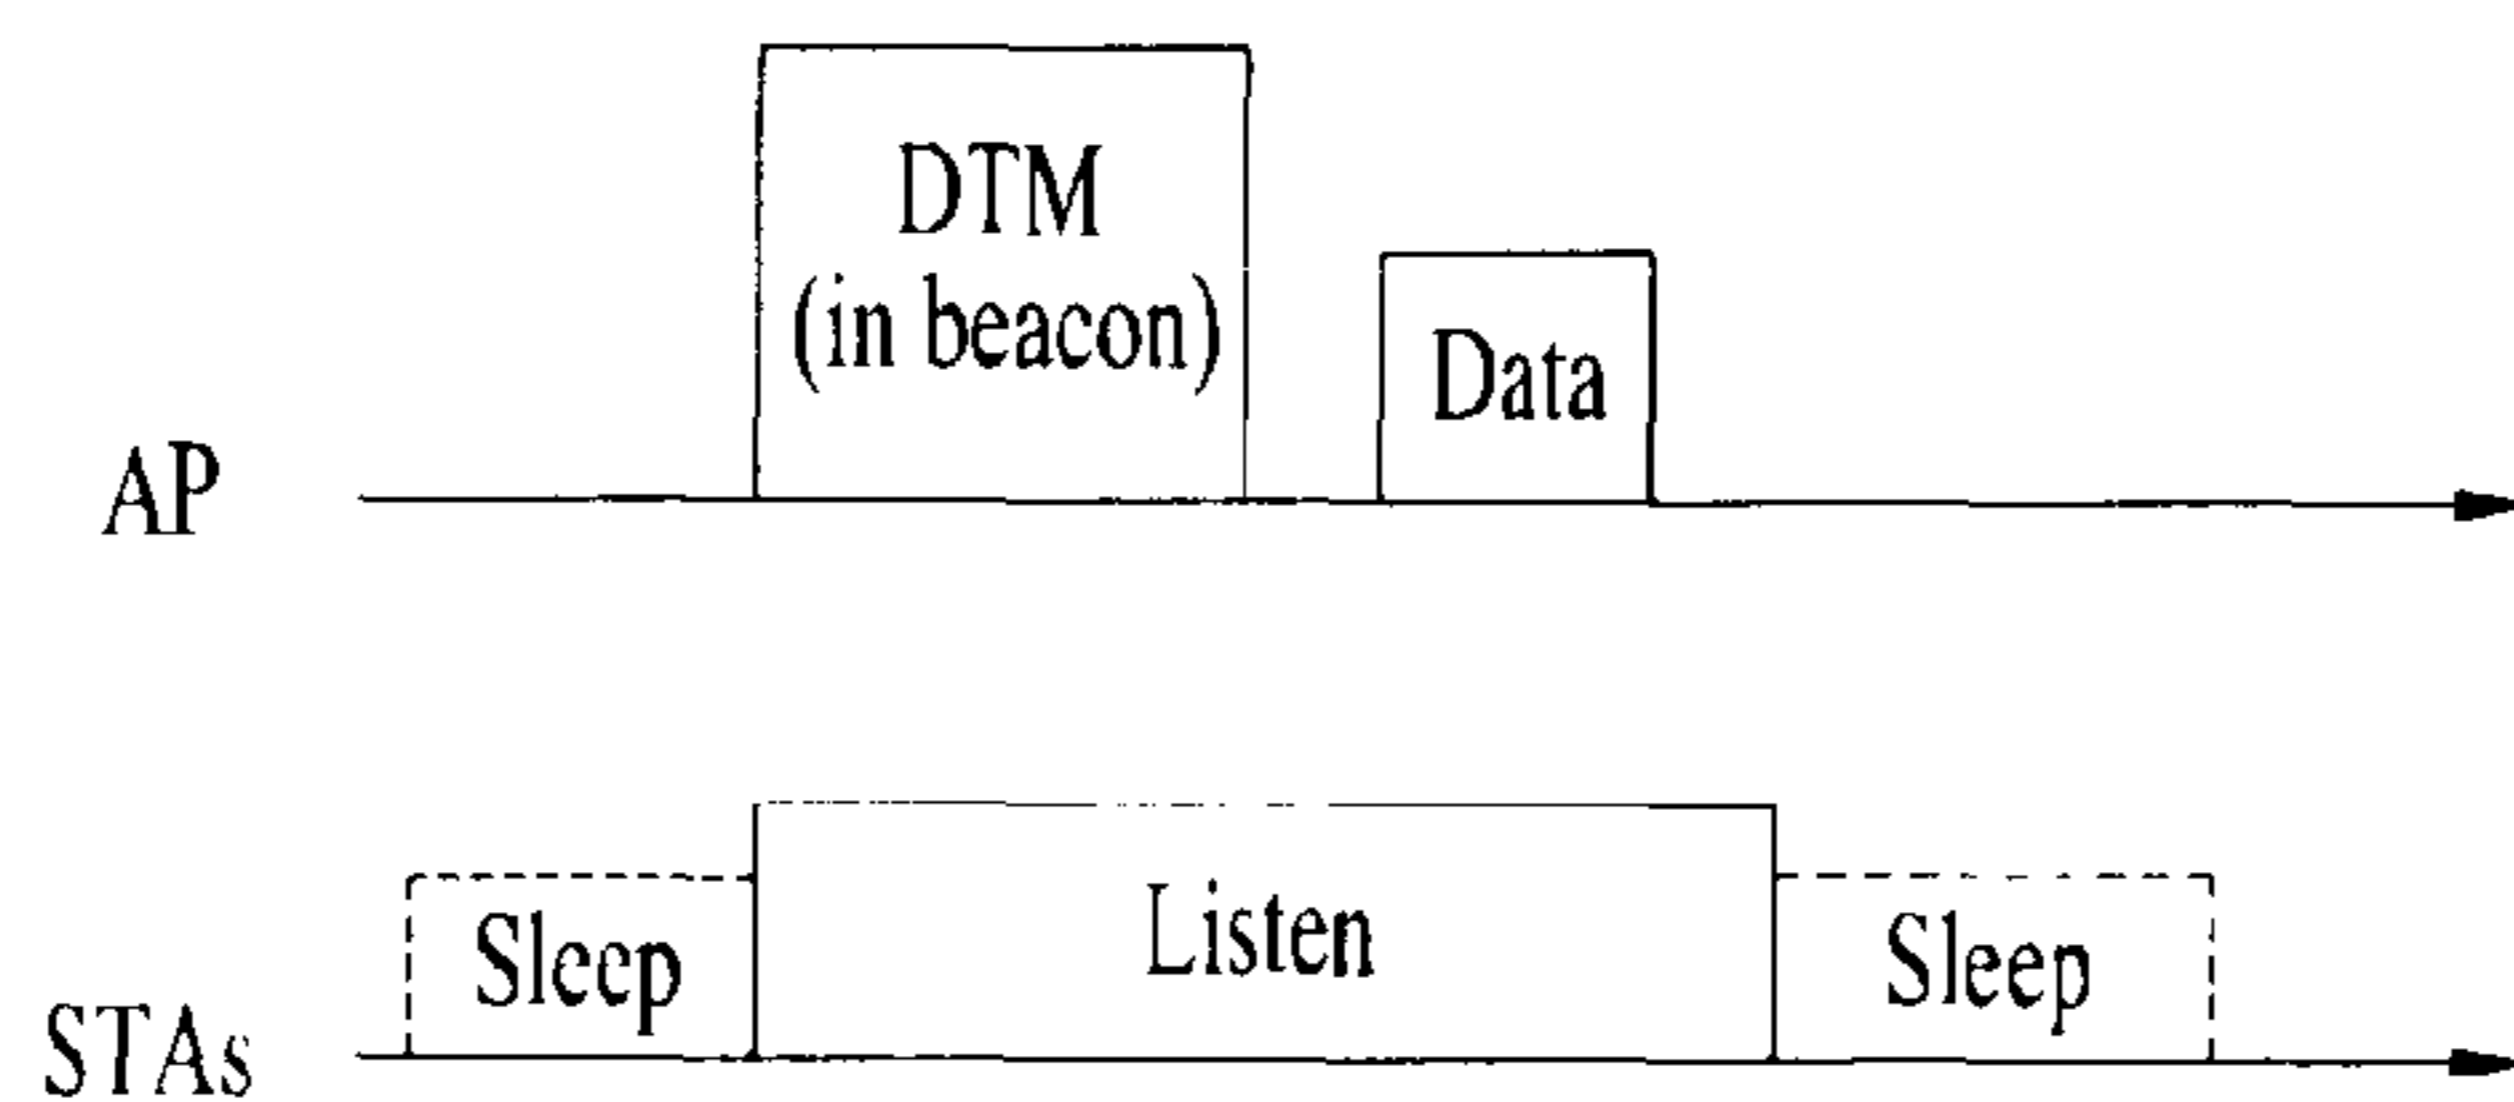 DTM
(in beacon)
Data
AP
Sleep
Listen
Sleep
STAs